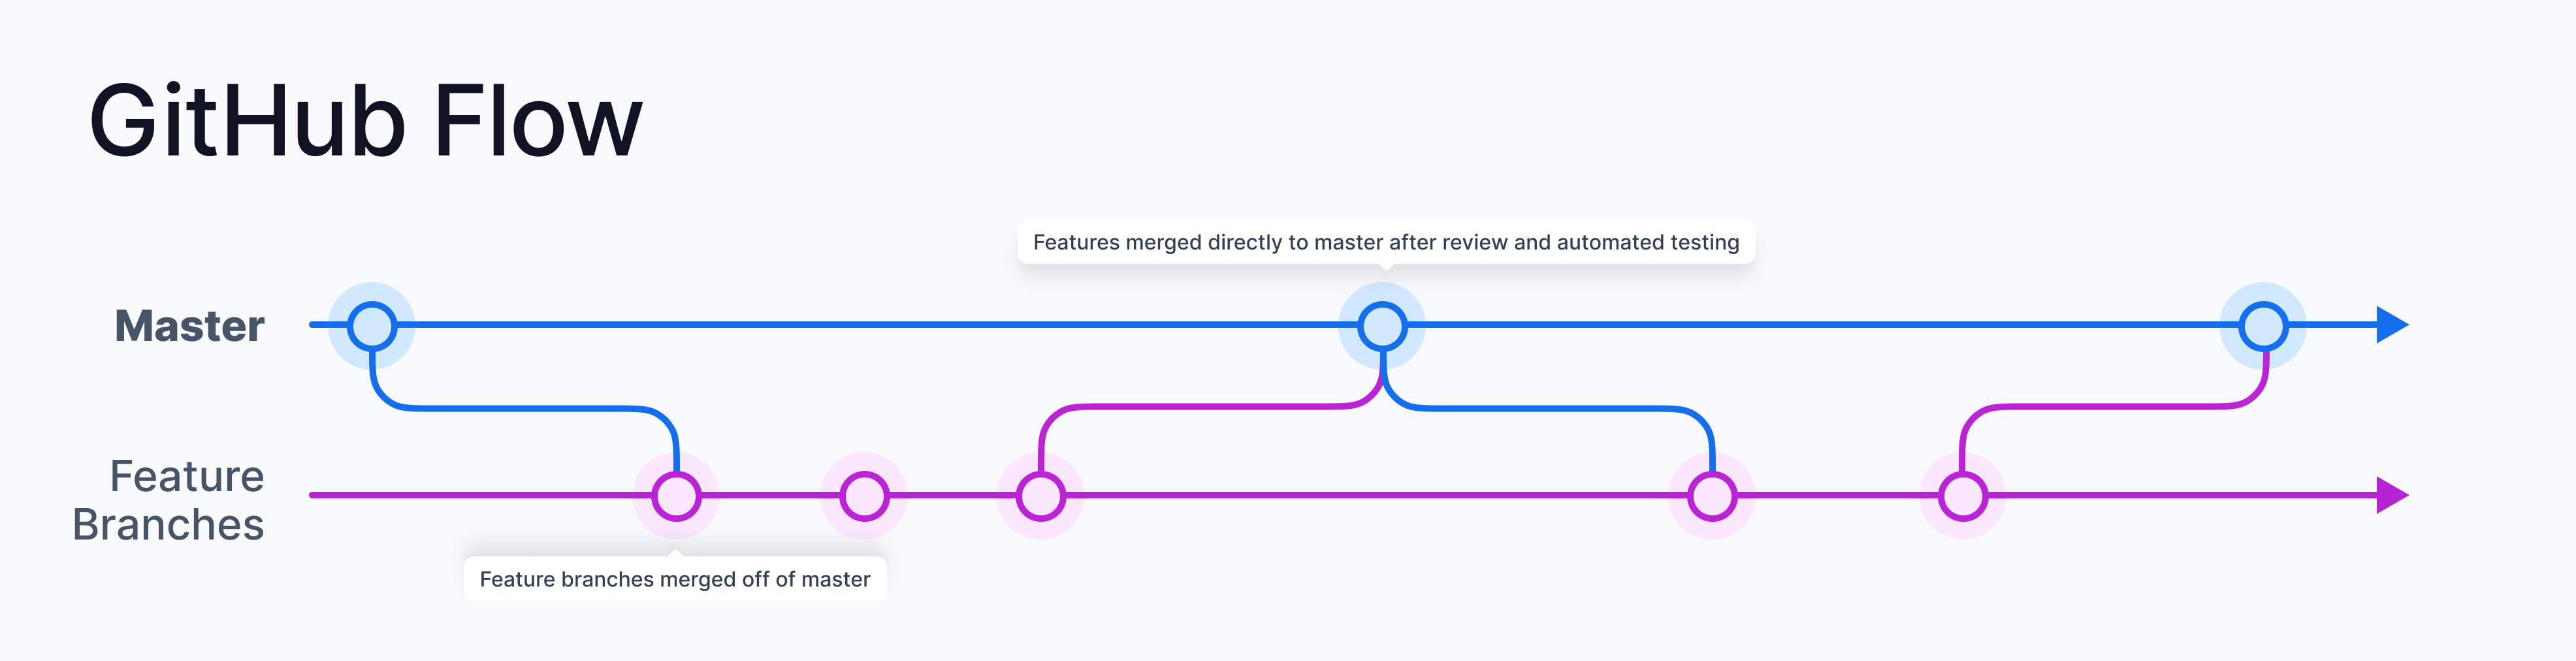 GitHub Flow
Features merged directly to master after review and automated testing
Master
Feature
Branches
Feature branches merged off of master